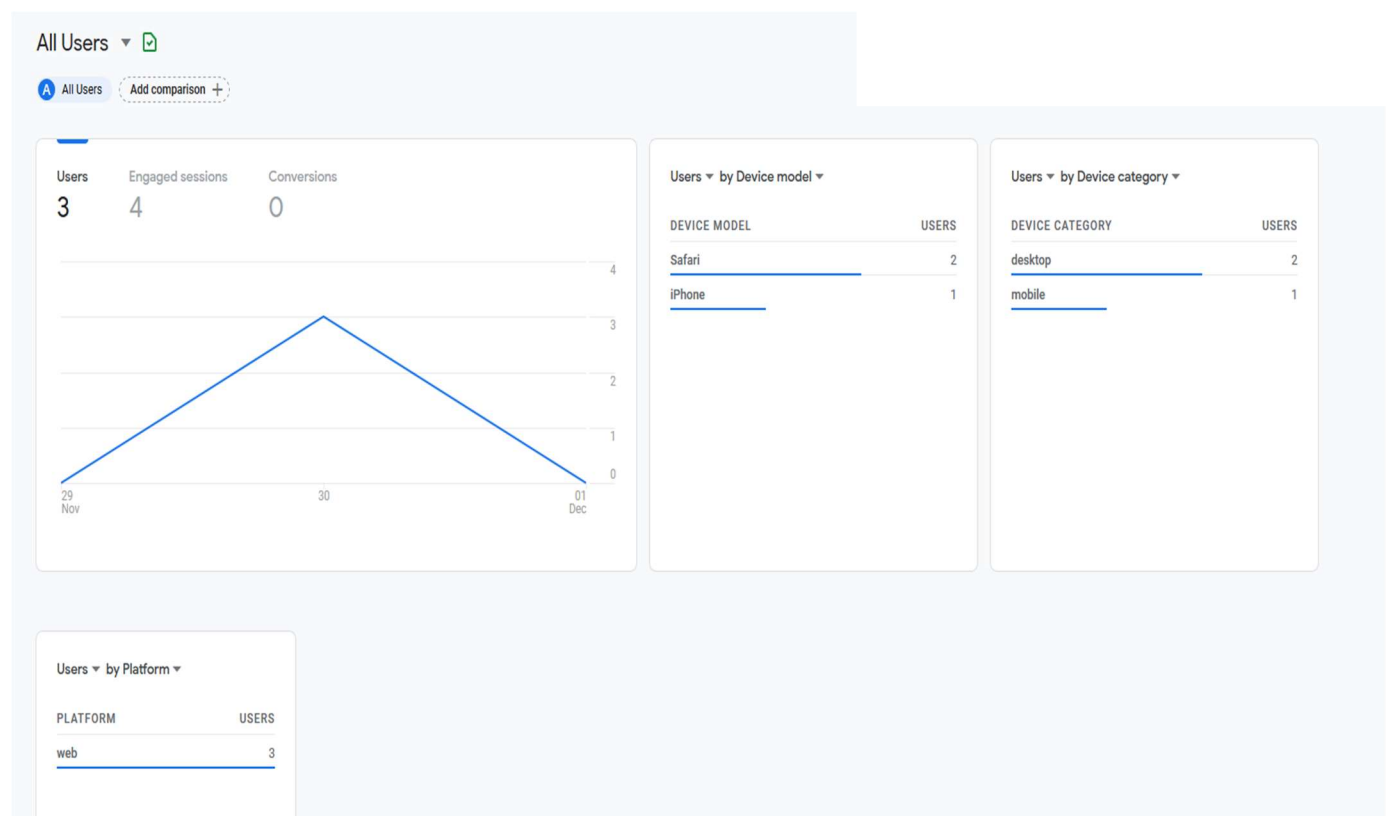 All Users
A All Users Add comparison +
Users Engaged sessions Conversions
3 4 0
4
3
2
1
0
29 30 01
Nov Dec
Users by Device model
DEVICE MODEL USERS
Safari 2
iPhone 1
Users by Device category
DEVICE CATEGORY USERS
desktop 2
mobile 1
Users by Platform
PLATFORM USERS
web 3